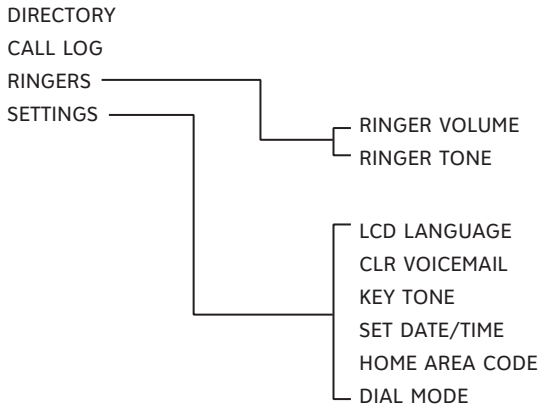 DIRECTORY
CALL LOG
RINGERS
SETTINGS
RINGER VOLUME
RINGER TONE
LCD LANGUAGE
CLR VOICEMAIL
KEY TONE
SET DATE/TIME
HOME AREA CODE
DIAL MODE